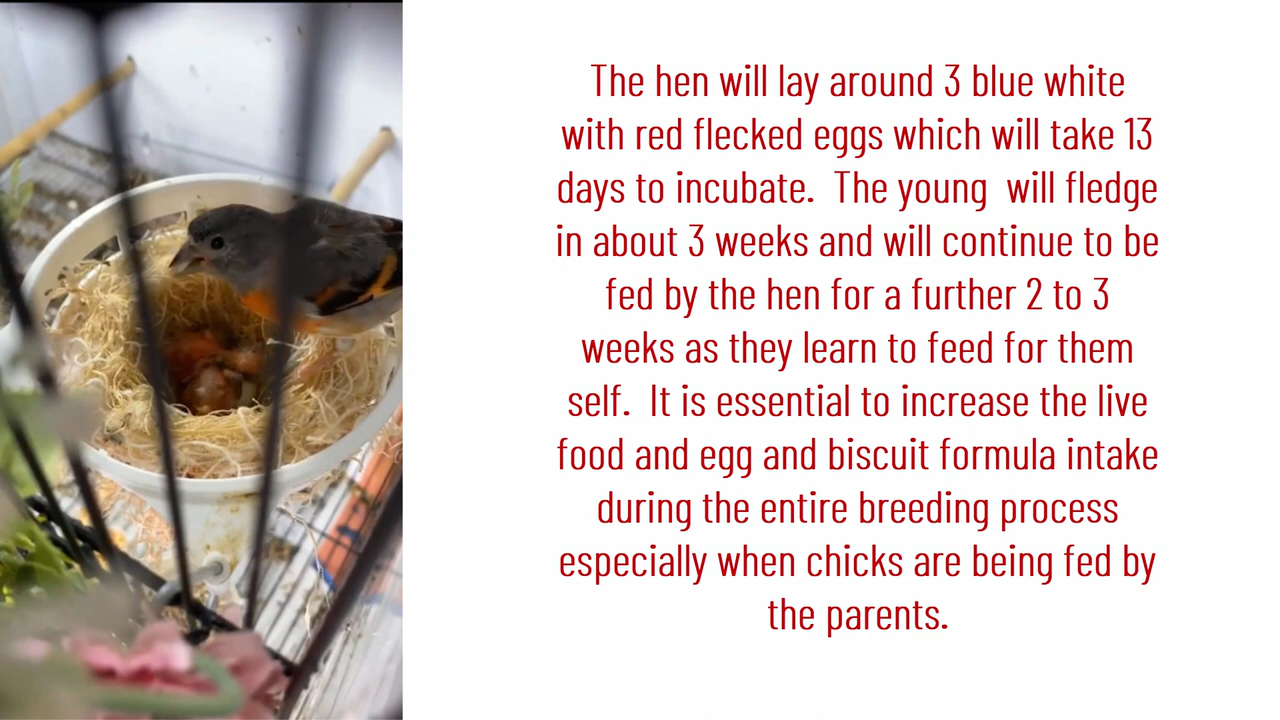 The hen will lay around 3 blue white
with red flecked eggs which will take 13
days to incubate.  The young  will fledge
in about 3 weeks and will continue to be
fed by the hen for a further 2 to 3
weeks as they learn to feed for them
self.  It is essential to increase the live
food and egg and biscuit formula intake
during the entire breeding process
especially when chicks are being fed by
the parents.